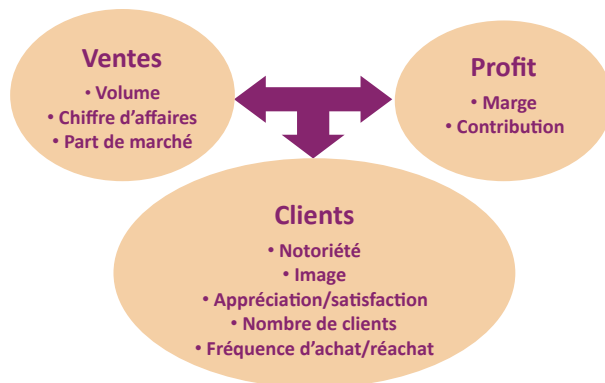 Ventes
• Volume
• Chiffre d’affaires
• Part de marché
Profit
• Marge
• Contribution
Clients
• Notoriété
• Image
• Appréciation/satisfaction
• Nombre de clients
• Fréquence d’achat/réachat